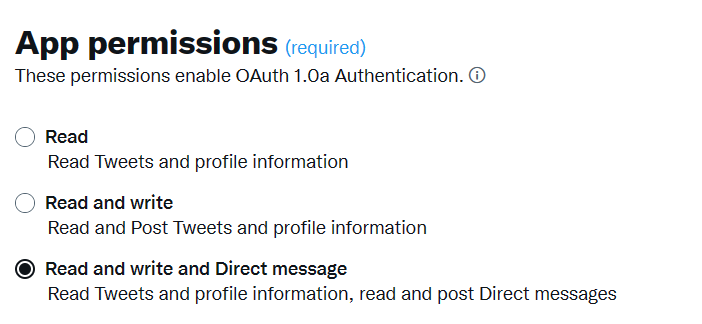 App permissions (required)
These permissions enable OAuth 1.0a Authentication.
Read
Read Tweets and profile information
Read and write
Read and Post Tweets and profile information
Read and write and Direct message
Read Tweets and profile information, read and post Direct messages